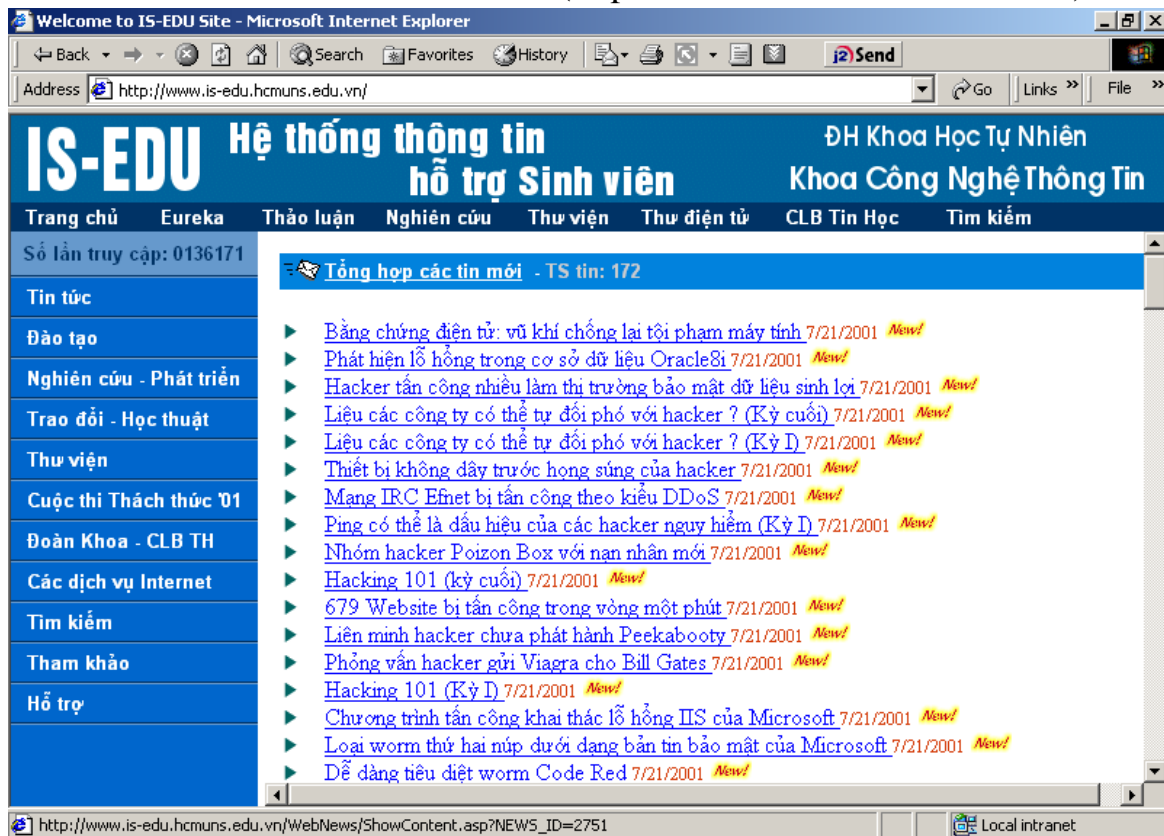 Welcome to IS-EDU Site - Microsoft Internet Explorer
Back Search Favorites History Send
Address http://www.is-edu.hcmuns.edu.vn/ Go Links » File »
IS-EDU Hệ thống thông tin hỗ trợ Sinh viên
ĐH Khoa Học Tự Nhiên
Khoa Công Nghệ Thông Tin
Trang chủ Eureka Thảo luận Nghiên cứu Thư viện Thư điện tử CLB Tin Học Tìm kiếm
Số lần truy cập: 0136171
Tin tức
Đào tạo
Nghiên cứu - Phát triển
Trao đổi - Học thuật
Thư viện
Cuộc thi Thách thức '01
Đoàn Khoa - CLB TH
Các dịch vụ Internet
Tìm kiếm
Tham khảo
Hỗ trợ
Tổng hợp các tin mới - TS tin: 172
Bằng chứng điện tử: vũ khí chống lại tội phạm máy tính 7/21/2001 New!
Phát hiện lỗ hổng trong cơ sở dữ liệu Oracle8i 7/21/2001 New!
Hacker tấn công nhiều làm thị trường bảo mật dữ liệu sinh lợi 7/21/2001 New!
Liệu các công ty có thể tự đối phó với hacker ? (Kỳ cuối) 7/21/2001 New!
Liệu các công ty có thể tự đối phó với hacker ? (Kỳ I) 7/21/2001 New!
Thiết bị không dây trước họng súng của hacker 7/21/2001 New!
Mạng IRC Efnet bị tấn công theo kiểu DDoS 7/21/2001 New!
Ping có thể là dấu hiệu của các hacker nguy hiểm (Kỳ I) 7/21/2001 New!
Nhóm hacker Poizon Box với nạn nhân mới 7/21/2001 New!
Hacking 101 (kỳ cuối) 7/21/2001 New!
679 Website bị tấn công trong vòng một phút 7/21/2001 New!
Liên minh hacker chưa phát hành Peekabooty 7/21/2001 New!
Phỏng vấn hacker gửi Viagra cho Bill Gates 7/21/2001 New!
Hacking 101 (Kỳ I) 7/21/2001 New!
Chương trình tấn công khai thác lỗ hổng IIS của Microsoft 7/21/2001 New!
Loại worm thứ hai núp dưới dạng bản tin bảo mật của Microsoft 7/21/2001 New!
Dễ dàng tiêu diệt worm Code Red 7/21/2001 New!
http://www.is-edu.hcmuns.edu.vn/WebNews/ShowContent.asp?NEWS_ID=2751 Local intranet